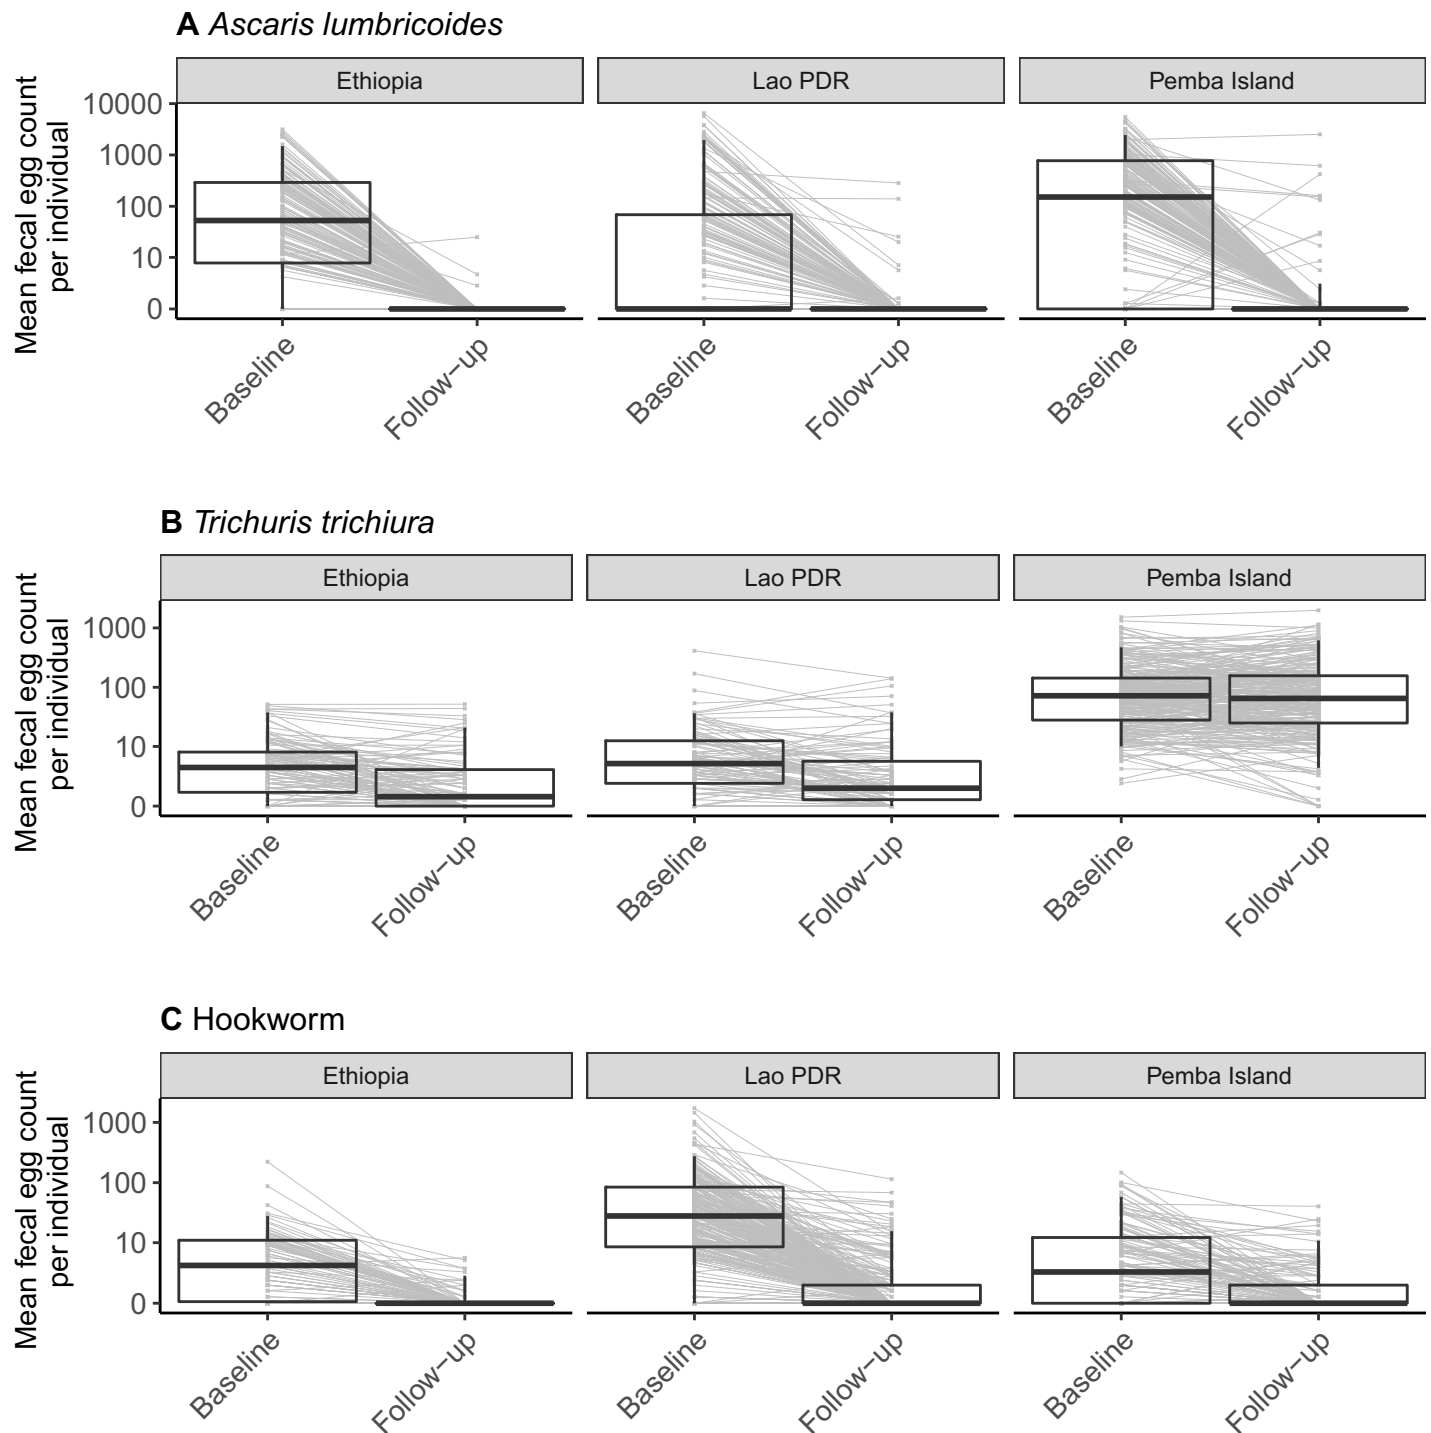 A Ascaris lumbricoides
Ethiopia
Lao PDR
Pemba Island
Mean fecal egg count
per individual
10000
1000
100
10
0
Baseline
Follow−up
Baseline
Follow−up
Baseline
Follow−up
B Trichuris trichiura
Ethiopia
Lao PDR
Pemba Island
Mean fecal egg count
per individual
1000
100
10
0
Baseline
Follow−up
Baseline
Follow−up
Baseline
Follow−up
C Hookworm
Ethiopia
Lao PDR
Pemba Island
Mean fecal egg count
per individual
1000
100
10
0
Baseline
Follow−up
Baseline
Follow−up
Baseline
Follow−up